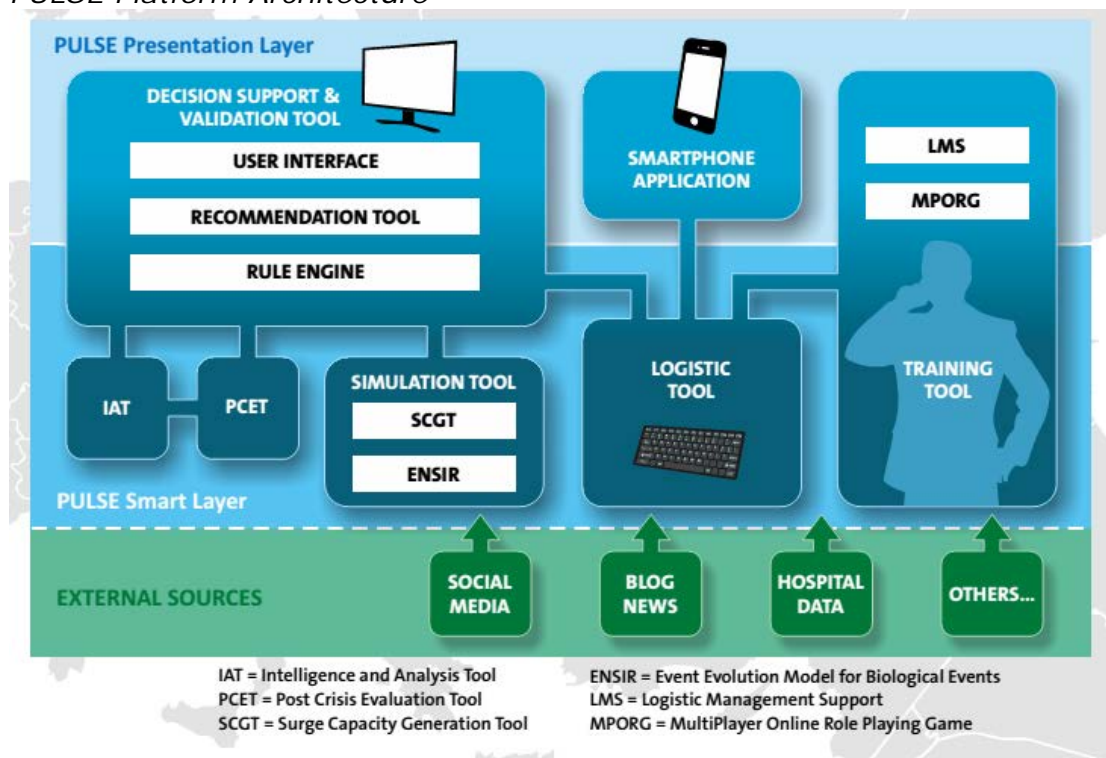 PULSE Platform Architecture
PULSE Presentation Layer
DECISION SUPPORT &
VALIDATION TOOL
USER INTERFACE
RECOMMENDATION TOOL
RULE ENGINE
SMARTPHONE
APPLICATION
LMS
MPORG
IAT
PCET
SIMULATION TOOL
SCGT
ENSIR
LOGISTIC
TOOL
TRAINING
TOOL
PULSE Smart Layer
EXTERNAL SOURCES
SOCIAL
MEDIA
BLOG
NEWS
HOSPITAL
DATA
OTHERS...
IAT = Intelligence and Analysis Tool
PCET = Post Crisis Evaluation Tool
SCGT = Surge Capacity Generation Tool
ENSIR = Event Evolution Model for Biological Events
LMS = Logistic Management Support
MPORG = MultiPlayer Online Role Playing Game